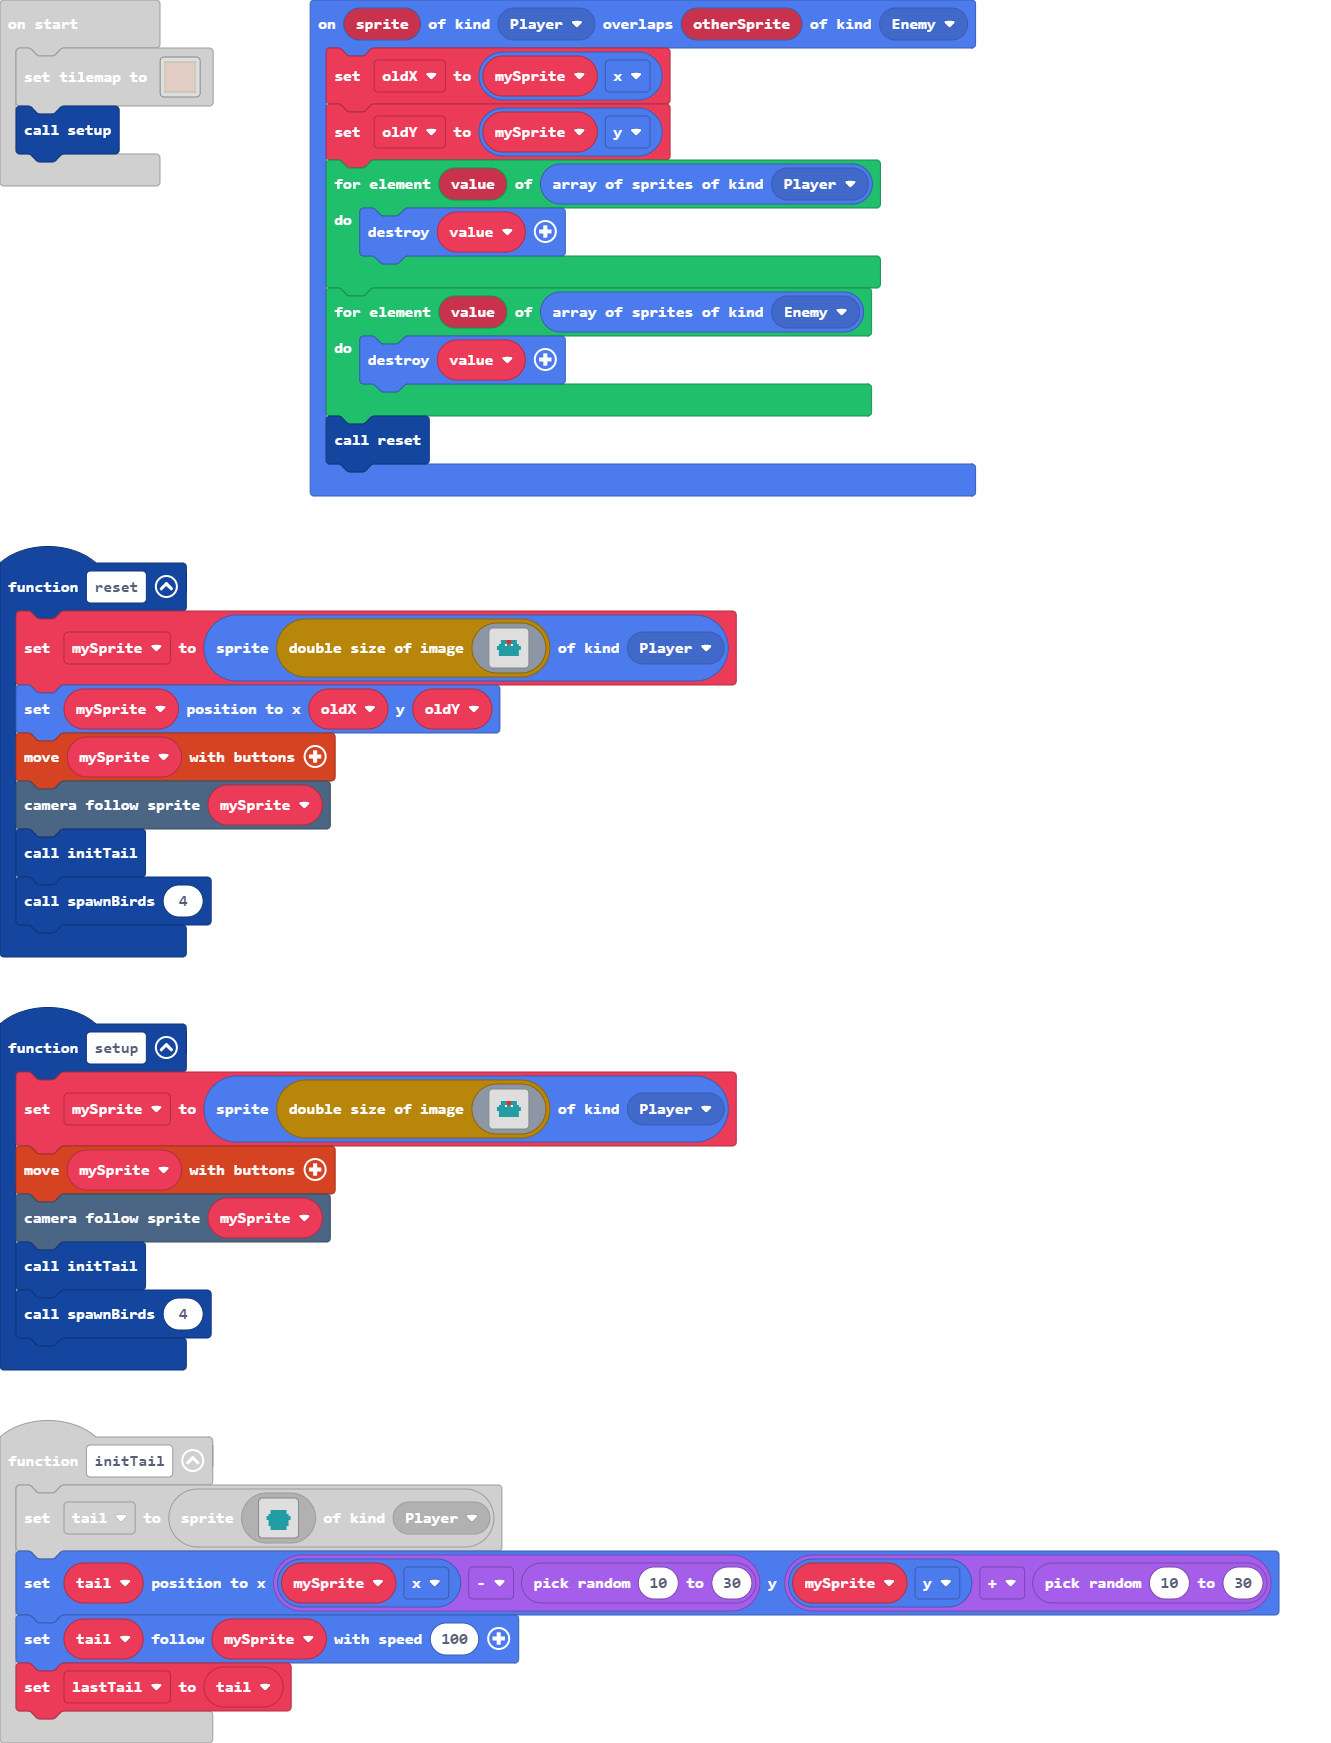 on start
set tilemap to
call setup
on sprite of kind Player overlaps otherSprite of kind Enemy
set oldX to mySprite x
set oldY to mySprite y
for element value of array of sprites of kind Player
do
destroy value
for element value of array of sprites of kind Enemy
do
destroy value
call reset
function reset
set mySprite to sprite double size of image of kind Player
set mySprite position to x oldX y oldY
move mySprite with buttons
camera follow sprite mySprite
call initTail
call spawnBirds 4
function setup
set mySprite to sprite double size of image of kind Player
move mySprite with buttons
camera follow sprite mySprite
call initTail
call spawnBirds 4
function initTail
set tail to sprite of kind Player
set tail position to x mySprite x - pick random 10 to 30 y mySprite y + pick random 10 to 30
set tail follow mySprite with speed 100
set lastTail to tail